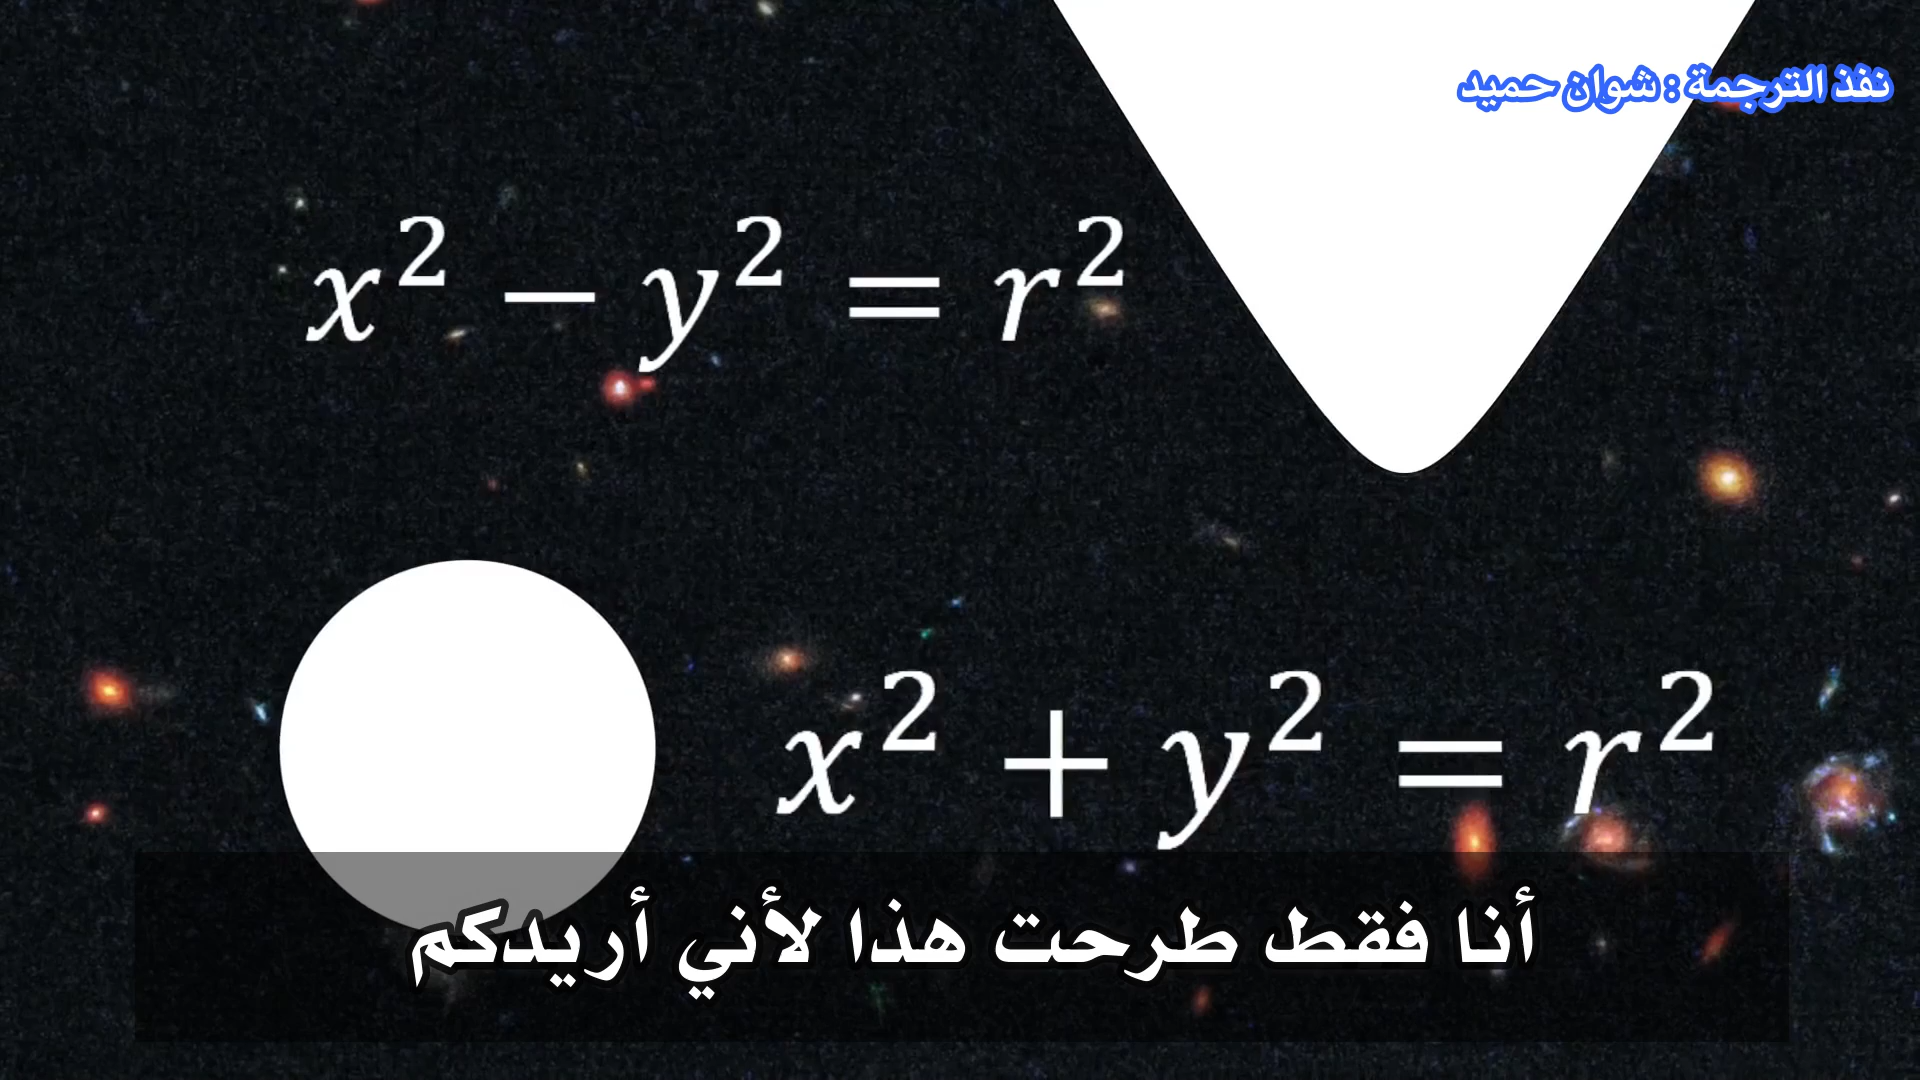 نفذ الترجمة : شوان حميد
x² − y² = r²
x² + y² = r²
أنا فقط طرحت هذا لأني أريدكم